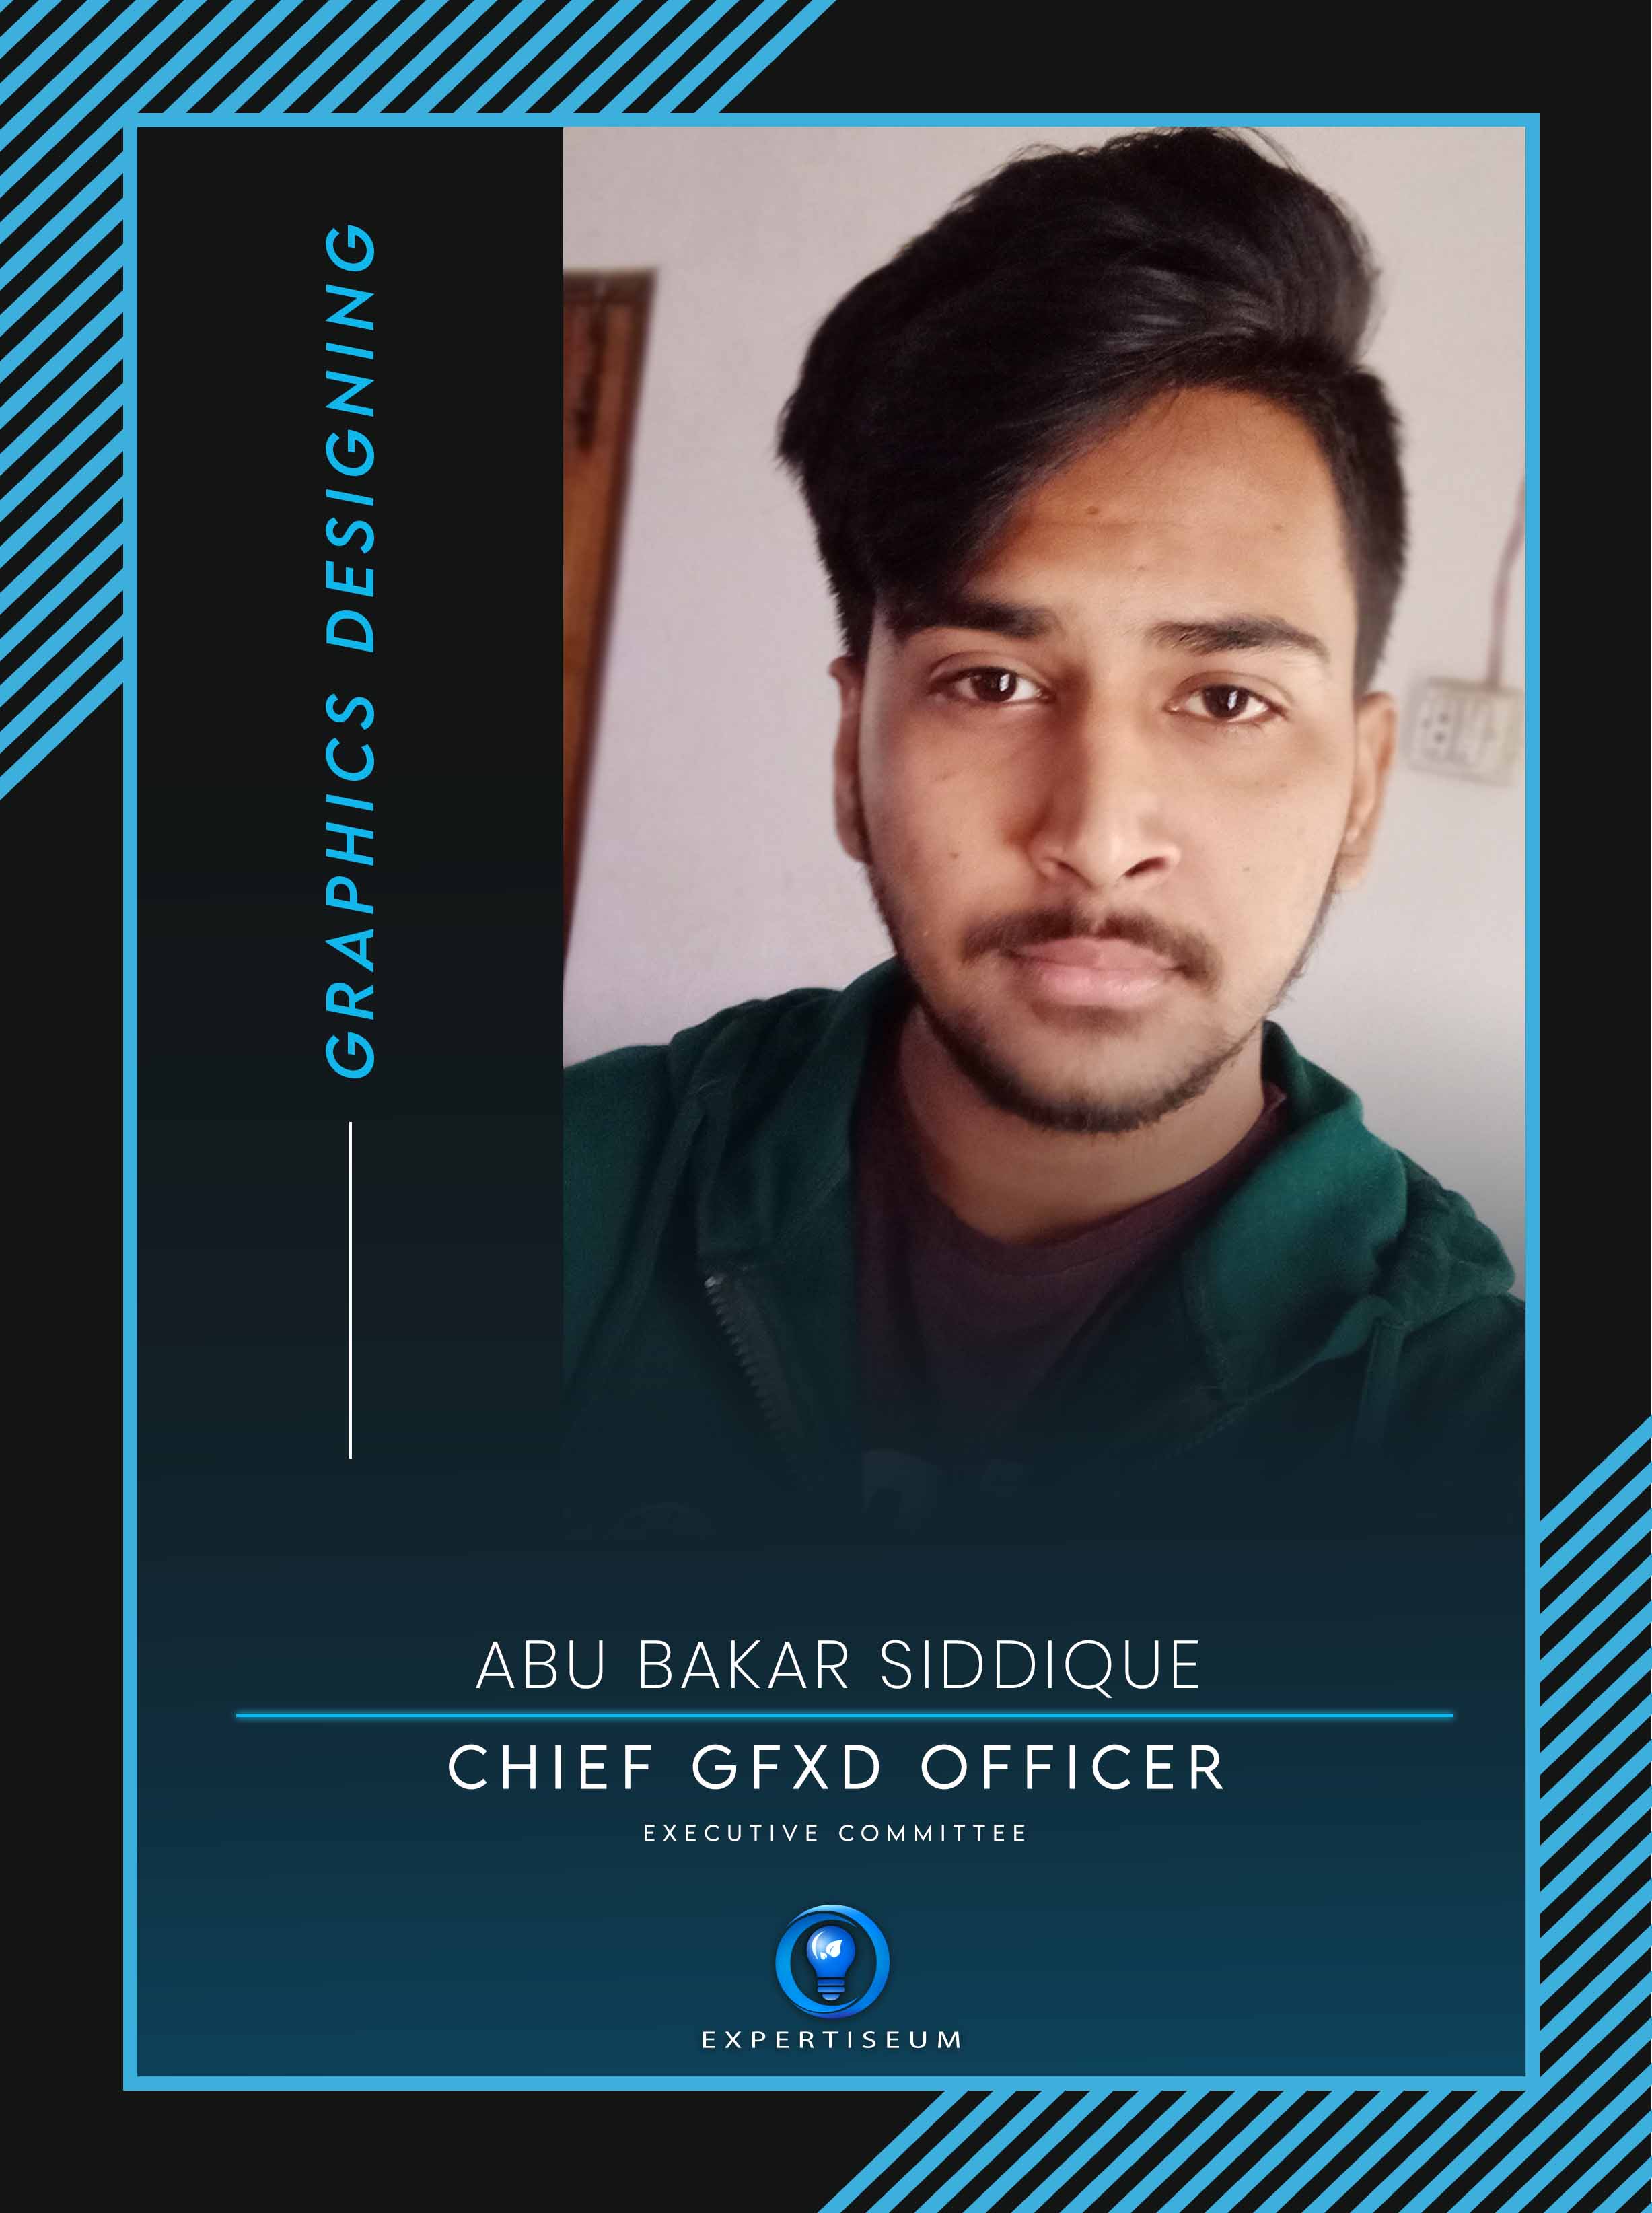 GRAPHICS DESIGNING
ABU BAKAR SIDDIQUE
CHIEF GFXD OFFICER
EXECUTIVE COMMITTEE
EXPERTISEUM